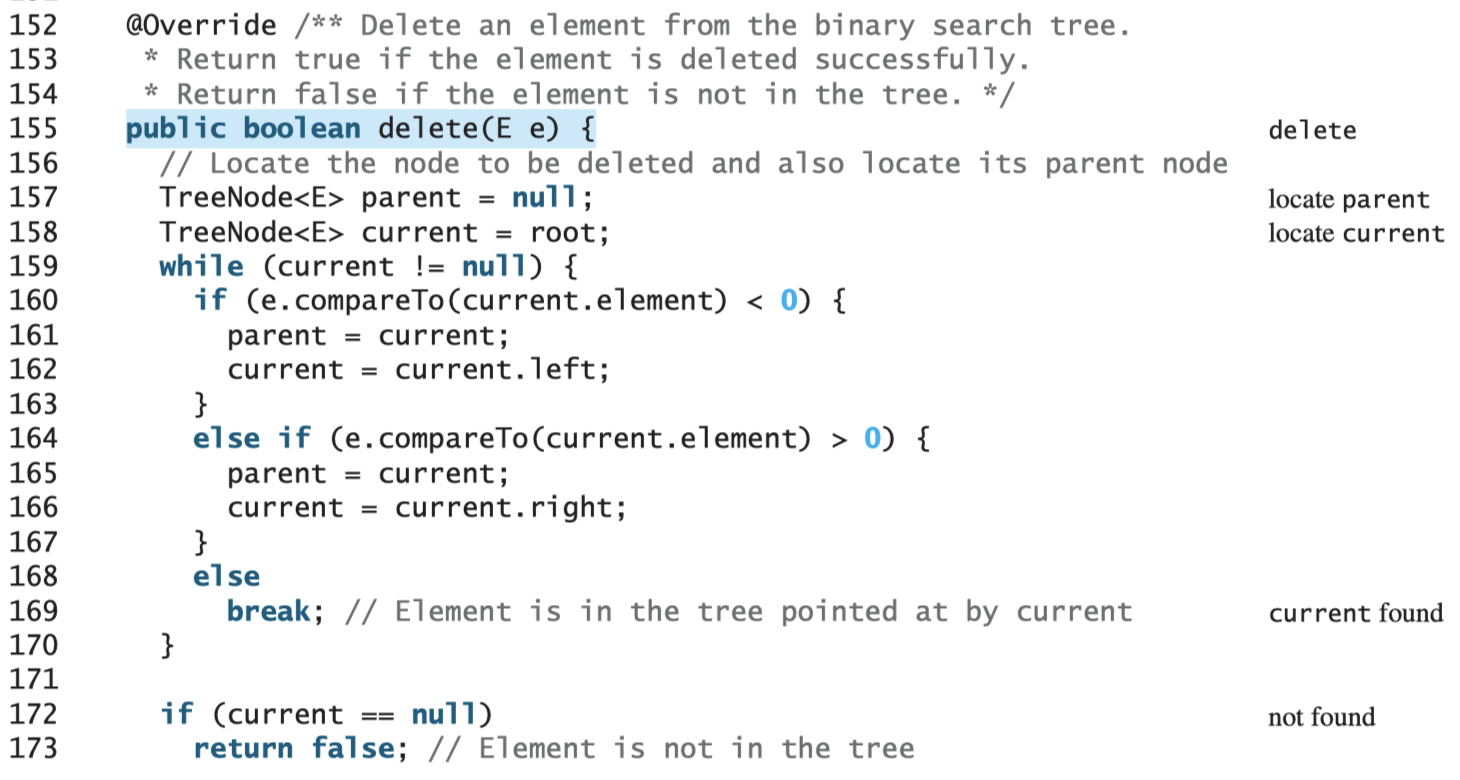 152 @Override /** Delete an element from the binary search tree.
153 * Return true if the element is deleted successfully.
154 * Return false if the element is not in the tree. */
155 public boolean delete(E e) { delete
156 // Locate the node to be deleted and also locate its parent node
157 TreeNode<E> parent = null; locate parent
158 TreeNode<E> current = root; locate current
159 while (current != null) {
160 if (e.compareTo(current.element) < 0) {
161 parent = current;
162 current = current.left;
163 }
164 else if (e.compareTo(current.element) > 0) {
165 parent = current;
166 current = current.right;
167 }
168 else
169 break; // Element is in the tree pointed at by current current found
170 }
171
172 if (current == null) not found
173 return false; // Element is not in the tree